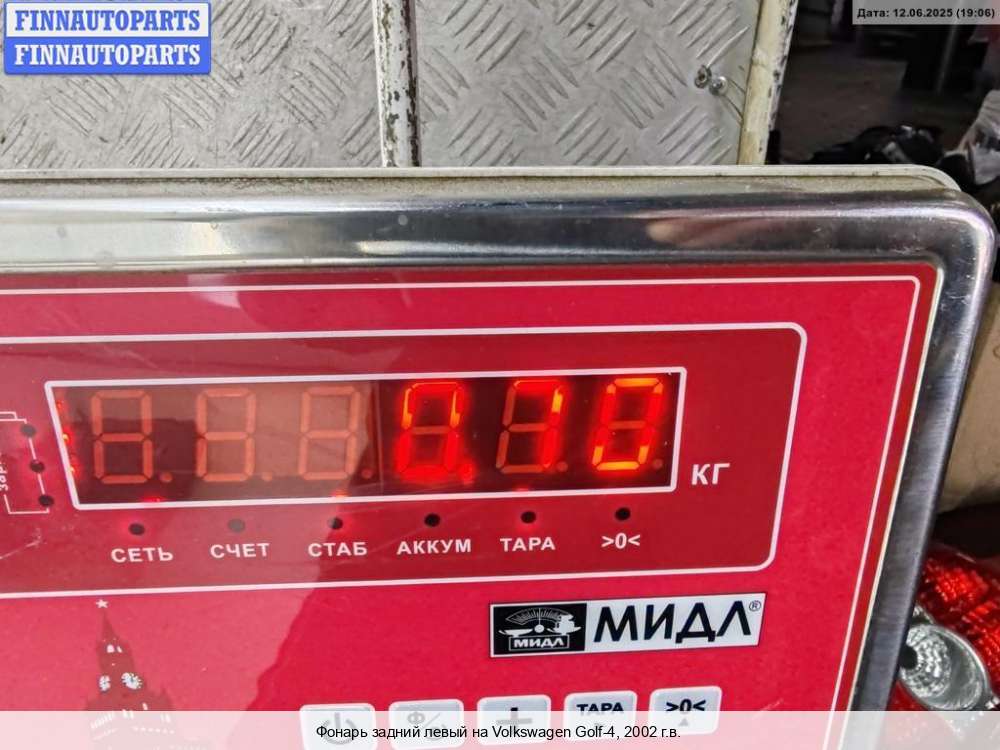 FINNAUTOPARTS
FINNAUTOPARTS
Дата: 12.06.2025 (19:06)
0.70
КГ
СЕТЬ СЧЕТ СТАБ АККУМ ТАРА >0<
МИДЛ
МИДЛ®
ТАРА >0<
Фонарь задний левый на Volkswagen Golf-4, 2002 г.в.